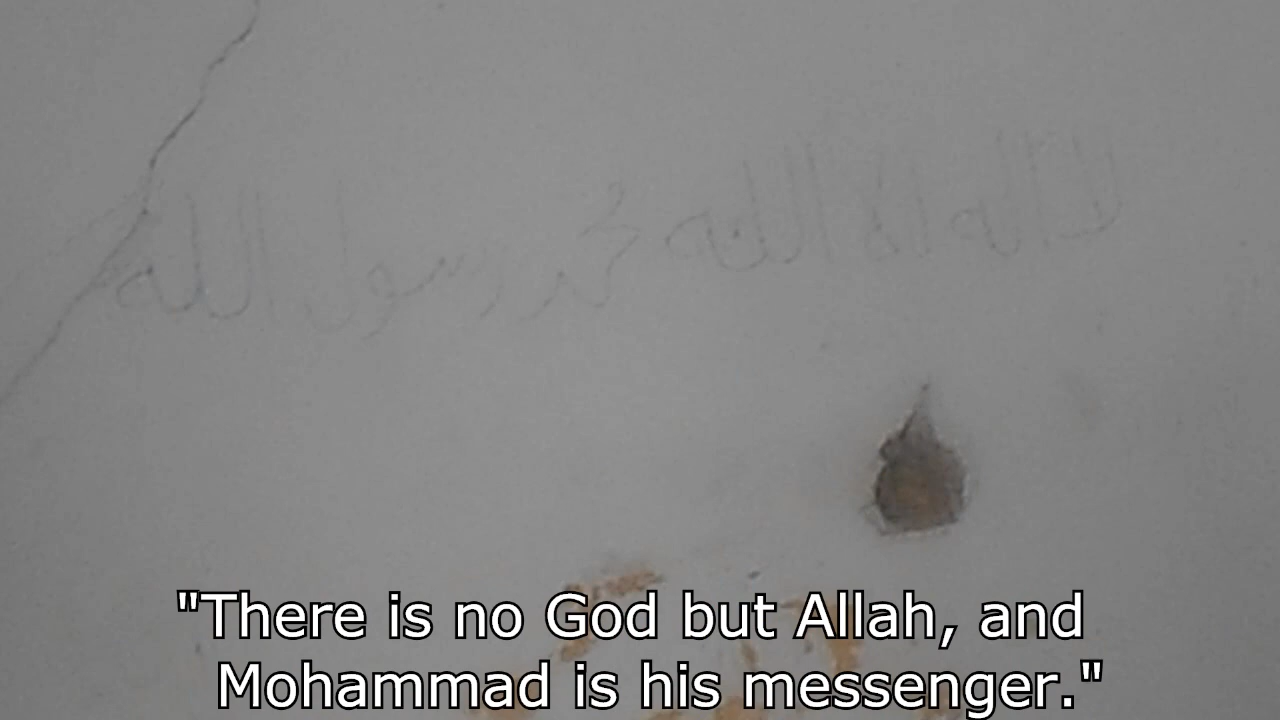 لا اله الا الله محمد رسول الله
"There is no God but Allah, and
Mohammad is his messenger."